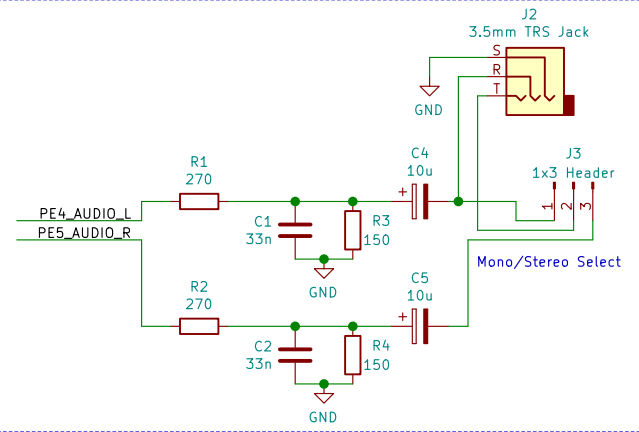 J2
3.5mm TRS Jack
S
R
T
GND
C4
10u
+
J3
1x3 Header
1
2
3
R1
270
PE4_AUDIO_L
PE5_AUDIO_R
C1
33n
R3
150
GND
Mono/Stereo Select
C5
10u
+
R2
270
C2
33n
R4
150
GND